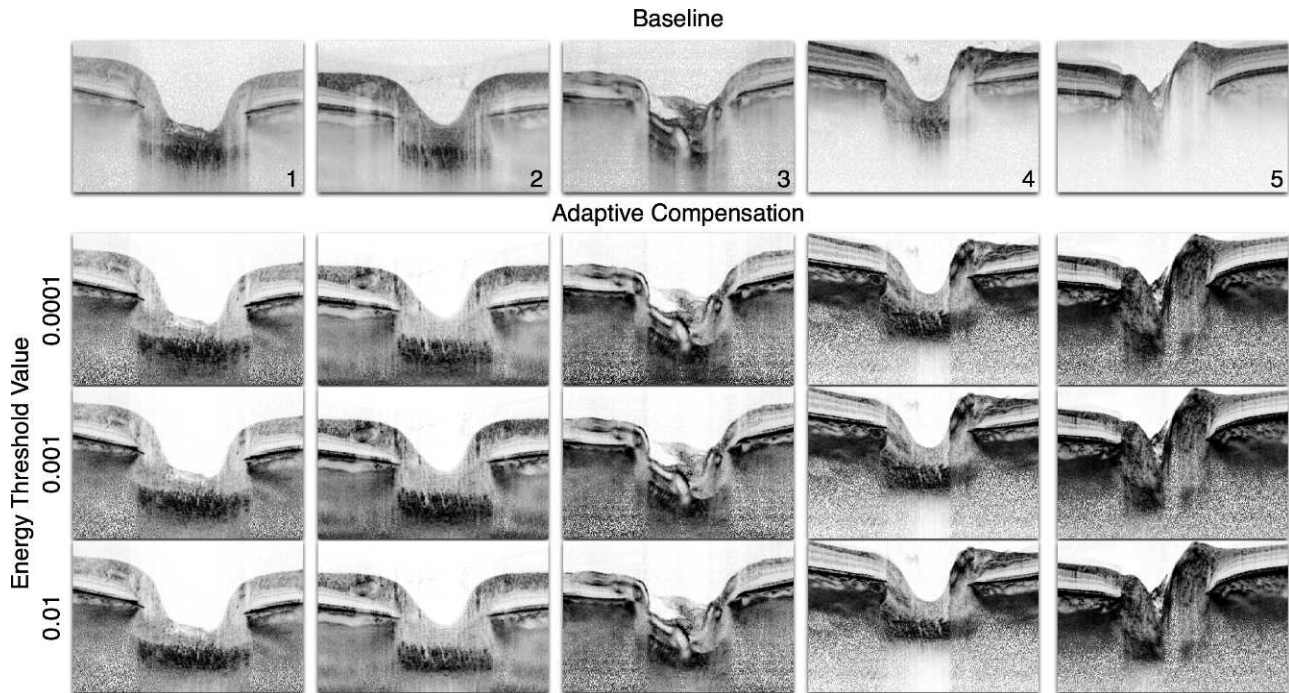 Baseline
1 2 3 4 5
Adaptive Compensation
Energy Threshold Value
0.0001
0.001
0.01